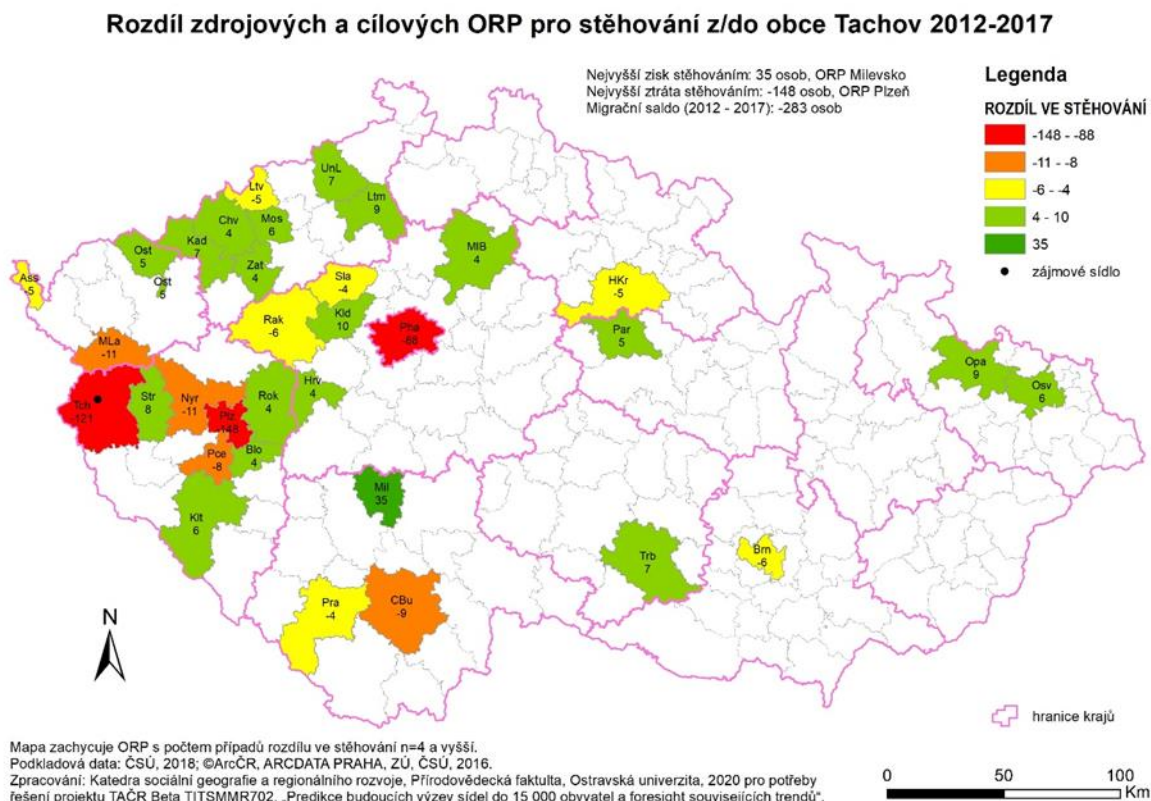 Rozdíl zdrojových a cílových ORP pro stěhování z/do obce Tachov 2012-2017
Nejvyšší zisk stěhováním: 35 osob, ORP Milevsko
Nejvyšší ztráta stěhováním: -148 osob, ORP Plzeň
Migrační saldo (2012 - 2017): -283 osob
Legenda
ROZDÍL VE STĚHOVÁNÍ
-148 - -88
-11 - -8
-6 - -4
4 - 10
35
zájmové sídlo
UnL
7
Ltv
-5
Ltm
9
Chv
4
Mos
6
Kad
7
Ost
5
Ost
5
Zat
4
MlB
4
Ass
-5
Sla
-4
HKr
-5
Rak
-6
Kld
10
Pha
-88
Par
5
MLa
-11
Opa
9
Osv
6
Tch
-121
Str
8
Nyr
-11
Plz
-148
Rok
4
Hrv
4
Pce
-8
Blo
4
Mil
35
Klt
6
Trb
7
Brn
-6
Pra
-4
CBu
-9
N
hranice krajů
Mapa zachycuje ORP s počtem případů rozdílu ve stěhování n=4 a vyšší.
Podkladová data: ČSÚ, 2018; ©ArcČR, ARCDATA PRAHA, ZÚ, ČSÚ, 2016.
Zpracování: Katedra sociální geografie a regionálního rozvoje, Přírodovědecká faktulta, Ostravská univerzita, 2020 pro potřeby
řešení projektu TAČR Beta TITSMMR702, „Predikce budoucích výzev sídel do 15 000 obyvatel a foresight souvisejících trendů“.
0 50 100
Km